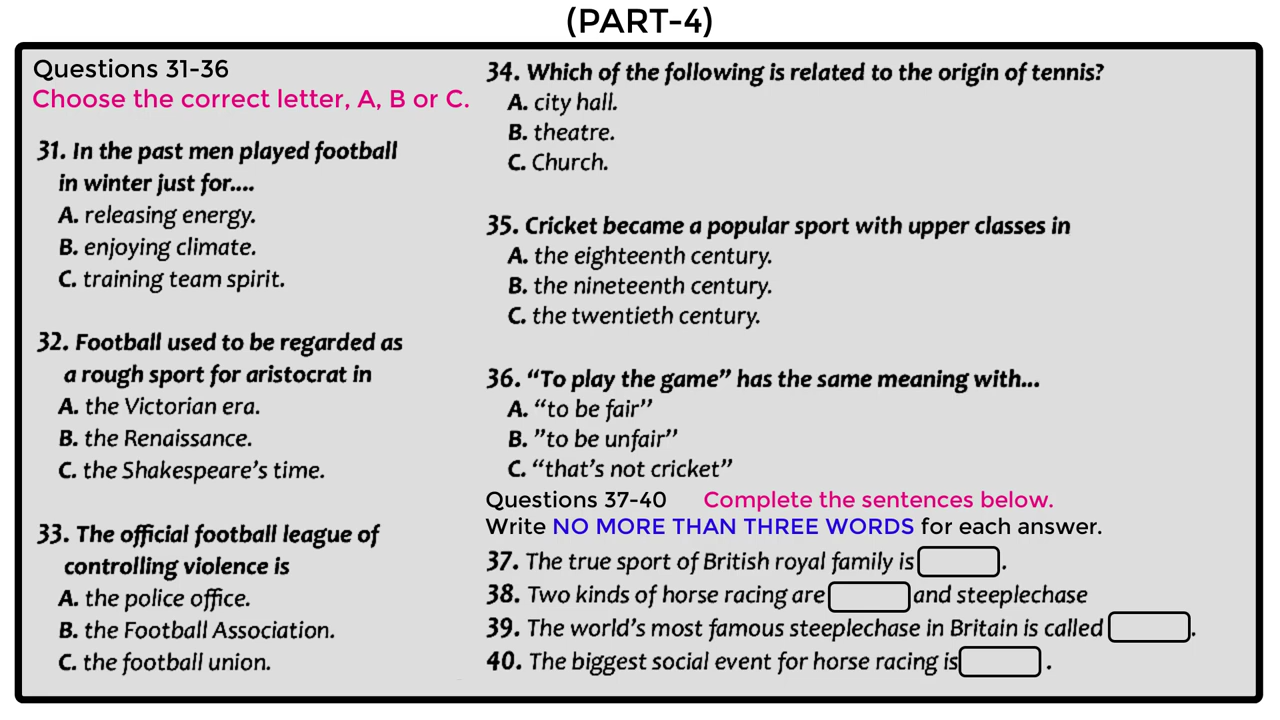 (PART-4)
Questions 31-36
Choose the correct letter, A, B or C.
31. In the past men played football
in winter just for....
A. releasing energy.
B. enjoying climate.
C. training team spirit.
32. Football used to be regarded as
a rough sport for aristocrat in
A. the Victorian era.
B. the Renaissance.
C. the Shakespeare's time.
33. The official football league of
controlling violence is
A. the police office.
B. the Football Association.
C. the football union.
34. Which of the following is related to the origin of tennis?
A. city hall.
B. theatre.
C. Church.
35. Cricket became a popular sport with upper classes in
A. the eighteenth century.
B. the nineteenth century.
C. the twentieth century.
36. “To play the game” has the same meaning with...
A. “to be fair”
B. ”to be unfair”
C. “that's not cricket”
Questions 37-40 Complete the sentences below.
Write NO MORE THAN THREE WORDS for each answer.
37. The true sport of British royal family is .
38. Two kinds of horse racing are and steeplechase
39. The world's most famous steeplechase in Britain is called .
40. The biggest social event for horse racing is .